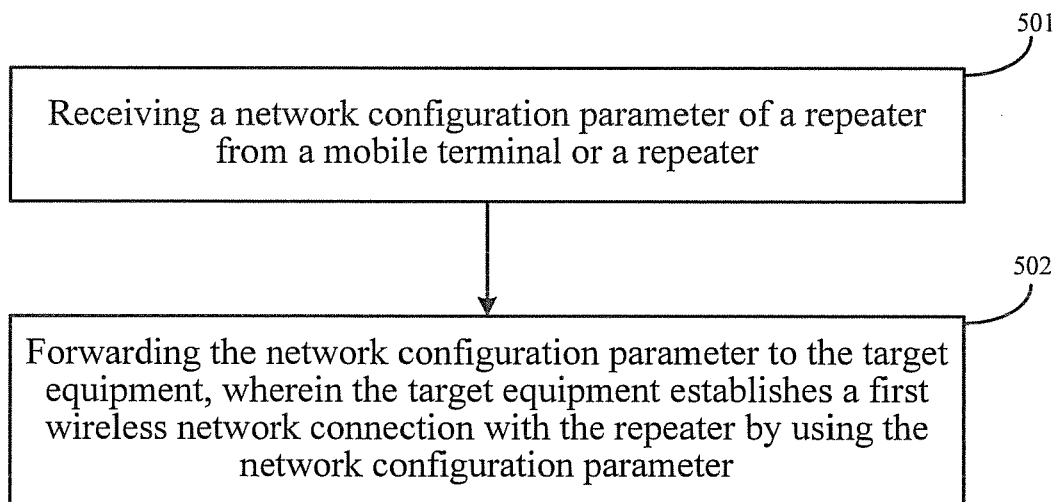 501
Receiving a network configuration parameter of a repeater
from a mobile terminal or a repeater
502
Forwarding the network configuration parameter to the target
equipment, wherein the target equipment establishes a first
wireless network connection with the repeater by using the
network configuration parameter